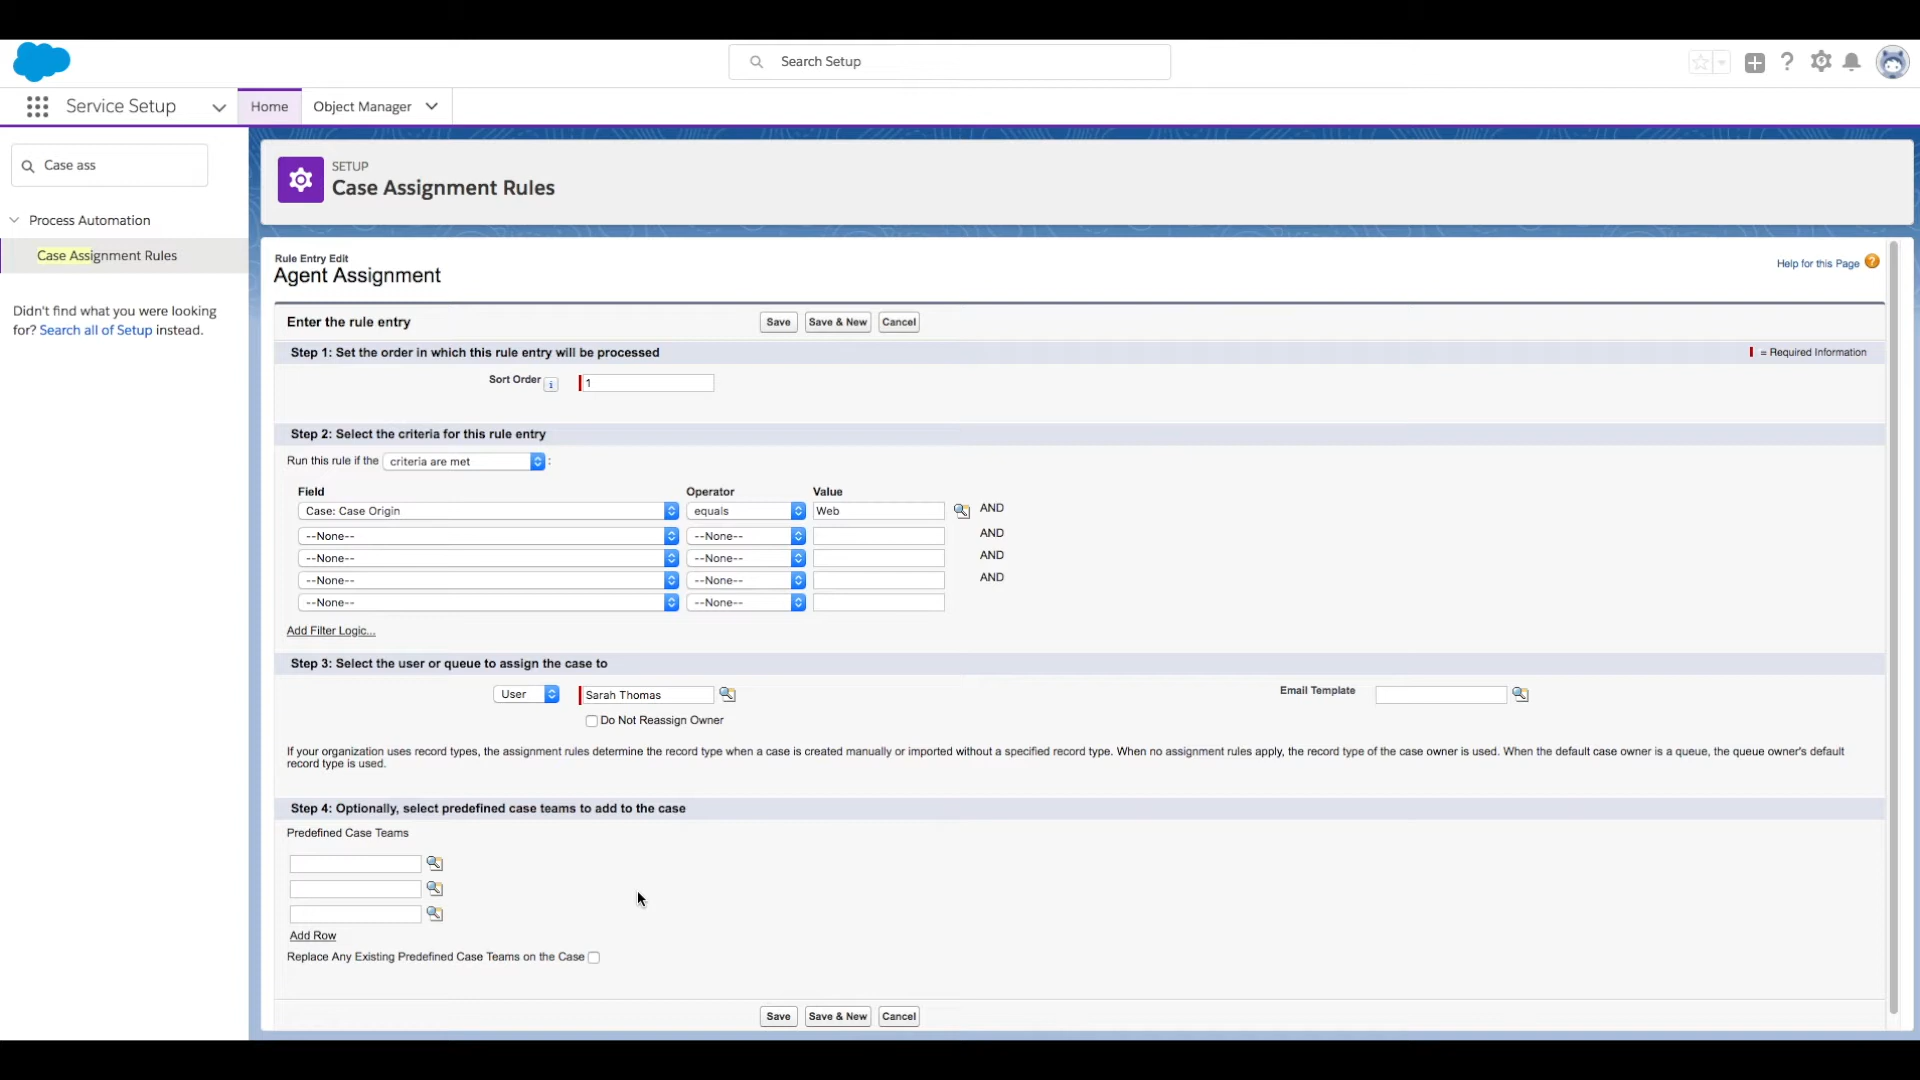 Search Setup
Service Setup
Home
Object Manager
Case ass
Process Automation
Case Assignment Rules
Didn't find what you were looking
for? Search all of Setup instead.
SETUP
Case Assignment Rules
Rule Entry Edit
Agent Assignment
Help for this Page
Enter the rule entry
Save
Save & New
Cancel
Step 1: Set the order in which this rule entry will be processed
= Required Information
Sort Order
i
1
Step 2: Select the criteria for this rule entry
Run this rule if the criteria are met :
Field Operator Value
Case: Case Origin equals Web AND
--None-- --None-- AND
--None-- --None-- AND
--None-- --None-- AND
--None-- --None--
Add Filter Logic...
Step 3: Select the user or queue to assign the case to
User Sarah Thomas
Email Template
Do Not Reassign Owner
If your organization uses record types, the assignment rules determine the record type when a case is created manually or imported without a specified record type. When no assignment rules apply, the record type of the case owner is used. When the default case owner is a queue, the queue owner's default
record type is used.
Step 4: Optionally, select predefined case teams to add to the case
Predefined Case Teams
Add Row
Replace Any Existing Predefined Case Teams on the Case
Save
Save & New
Cancel